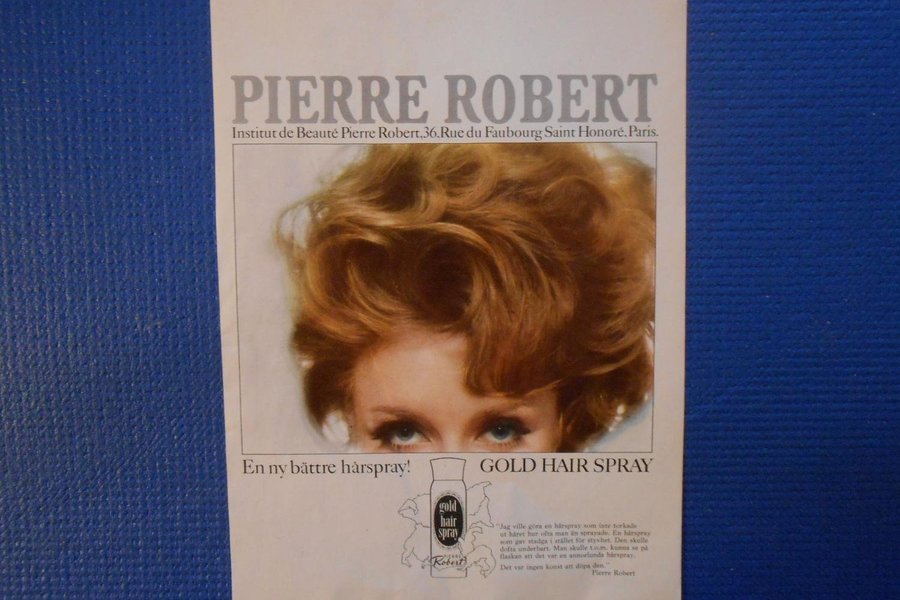 PIERRE ROBERT
Institut de Beauté Pierre Robert, 36, Rue du Faubourg Saint Honoré, Paris.
En ny bättre hårspray!
GOLD HAIR SPRAY
gold
hair
spray
PIERRE
Robert
"Jag ville göra en hårspray som inte torkade
ut håret hur ofta man än sprayade. En hårspray
som gav stadga i stället för styvhet. Den skulle
dofta underbart. Man skulle t.o.m. kunna se på
flaskan att det var en annorlunda hårspray.
Det var ingen konst att döpa den."
Pierre Robert